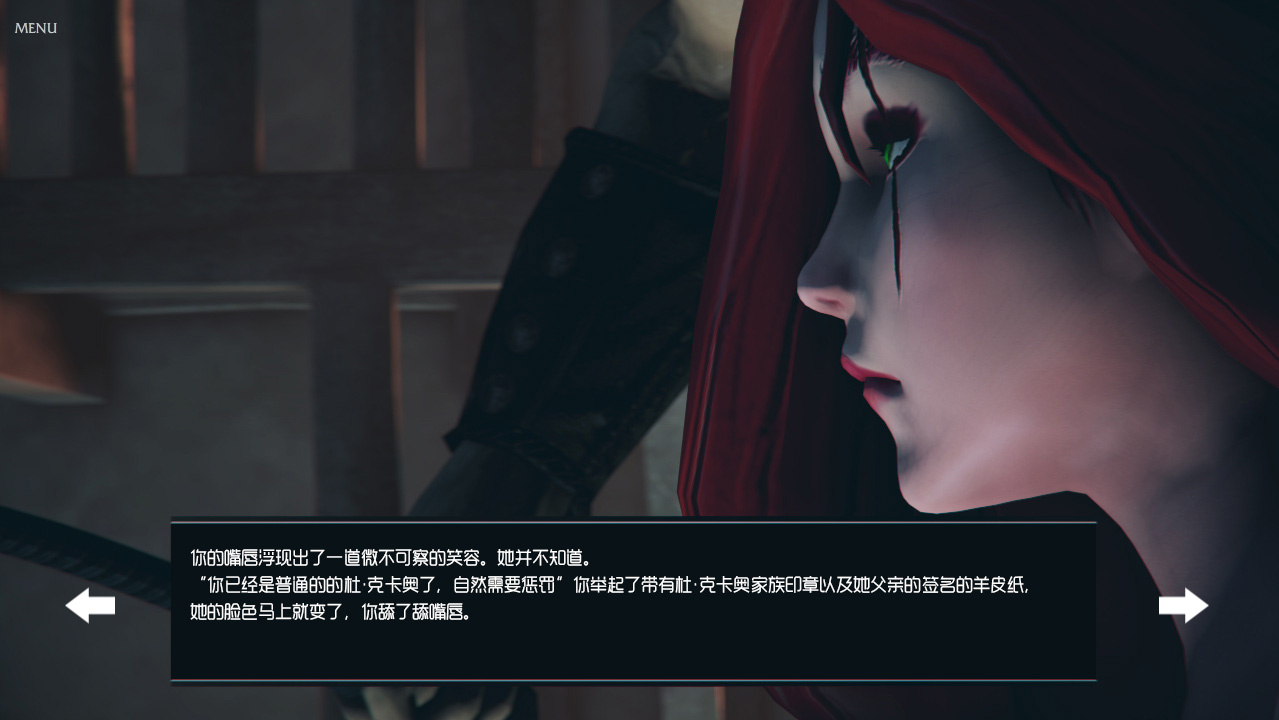 MENU
你的嘴唇浮现出了一道微不可察的笑容。她并不知道。
“你已经是普通的的杜·克卡奥了，自然需要惩罚”你举起了带有杜·克卡奥家族印章以及她父亲的签名的羊皮纸，
她的脸色马上就变了，你舔了舔嘴唇。